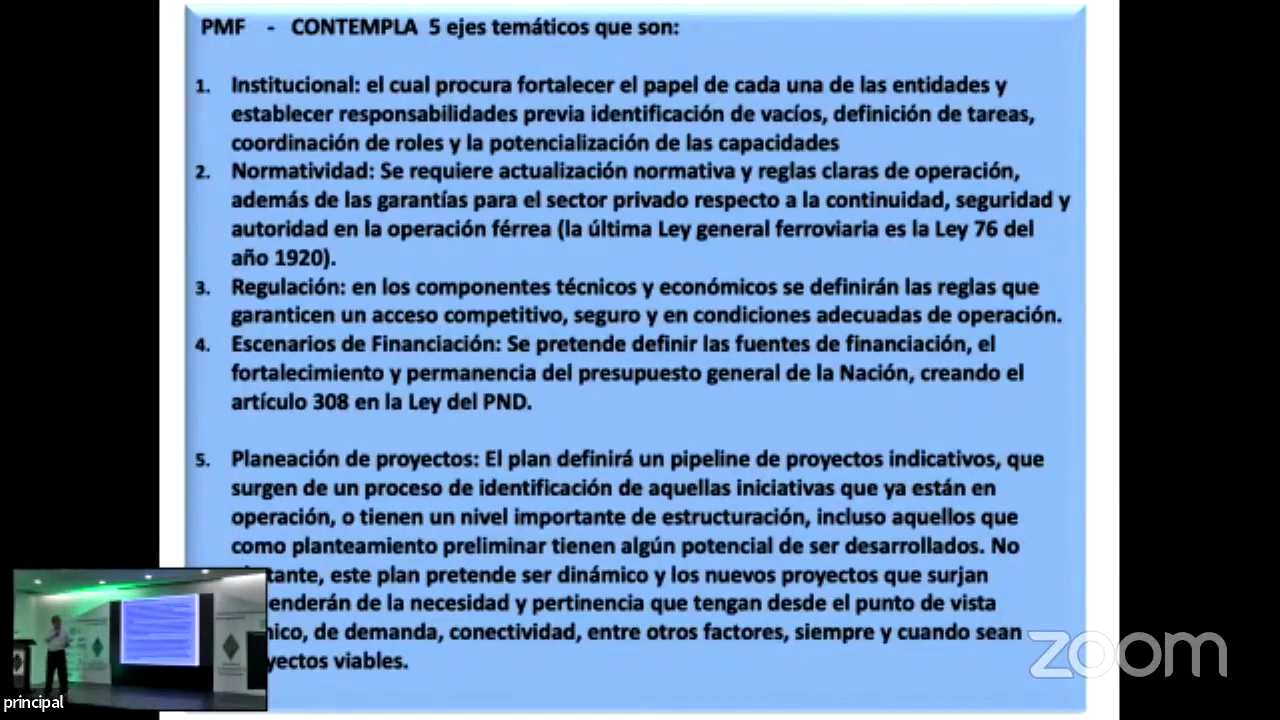 PMF - CONTEMPLA 5 ejes temáticos que son:
1. Institucional: el cual procura fortalecer el papel de cada una de las entidades y
establecer responsabilidades previa identificación de vacíos, definición de tareas,
coordinación de roles y la potencialización de las capacidades
2. Normatividad: Se requiere actualización normativa y reglas claras de operación,
además de las garantías para el sector privado respecto a la continuidad, seguridad y
autoridad en la operación férrea (la última Ley general ferroviaria es la Ley 76 del
año 1920).
3. Regulación: en los componentes técnicos y económicos se definirán las reglas que
garanticen un acceso competitivo, seguro y en condiciones adecuadas de operación.
4. Escenarios de Financiación: Se pretende definir las fuentes de financiación, el
fortalecimiento y permanencia del presupuesto general de la Nación, creando el
artículo 308 en la Ley del PND.
5. Planeación de proyectos: El plan definirá un pipeline de proyectos indicativos, que
surgen de un proceso de identificación de aquellas iniciativas que ya están en
operación, o tienen un nivel importante de estructuración, incluso aquellos que
como planteamiento preliminar tienen algún potencial de ser desarrollados. No
tante, este plan pretende ser dinámico y los nuevos proyectos que surjan
enderán de la necesidad y pertinencia que tengan desde el punto de vista
nico, de demanda, conectividad, entre otros factores, siempre y cuando sean
yectos viables.
principal
zoom